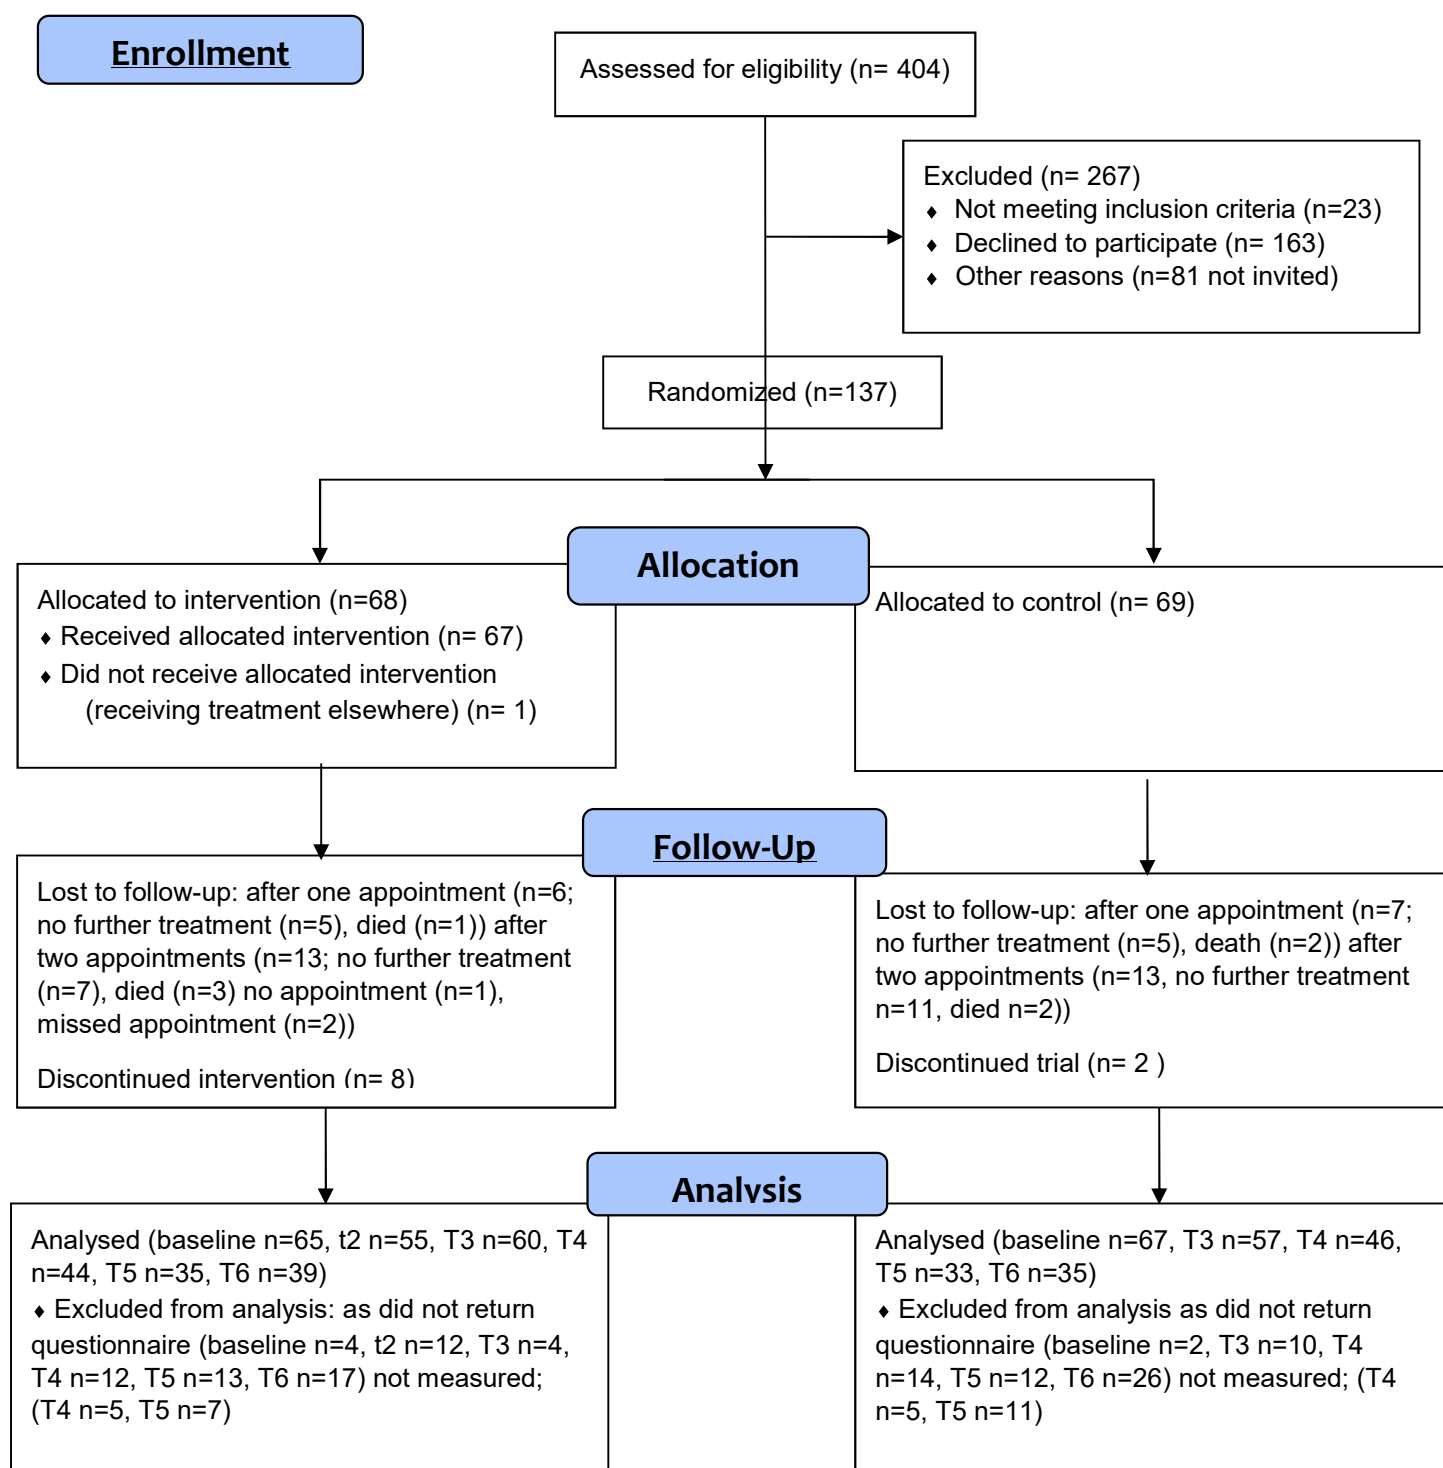 Enrollment
Assessed for eligibility (n= 404)
Excluded (n= 267)
♦ Not meeting inclusion criteria (n=23)
♦ Declined to participate (n= 163)
♦ Other reasons (n=81 not invited)
Randomized (n=137)
Allocation
Allocated to intervention (n=68)
♦ Received allocated intervention (n= 67)
♦ Did not receive allocated intervention
(receiving treatment elsewhere) (n= 1)
Allocated to control (n= 69)
Follow-Up
Lost to follow-up: after one appointment (n=6;
no further treatment (n=5), died (n=1)) after
two appointments (n=13; no further treatment
(n=7), died (n=3) no appointment (n=1),
missed appointment (n=2))
Discontinued intervention (n= 8)
Lost to follow-up: after one appointment (n=7;
no further treatment (n=5), death (n=2)) after
two appointments (n=13, no further treatment
n=11, died n=2))
Discontinued trial (n= 2 )
Analysis
Analysed (baseline n=65, t2 n=55, T3 n=60, T4
n=44, T5 n=35, T6 n=39)
♦ Excluded from analysis: as did not return
questionnaire (baseline n=4, t2 n=12, T3 n=4,
T4 n=12, T5 n=13, T6 n=17) not measured;
(T4 n=5, T5 n=7)
Analysed (baseline n=67, T3 n=57, T4 n=46,
T5 n=33, T6 n=35)
♦ Excluded from analysis as did not return
questionnaire (baseline n=2, T3 n=10, T4
n=14, T5 n=12, T6 n=26) not measured; (T4
n=5, T5 n=11)